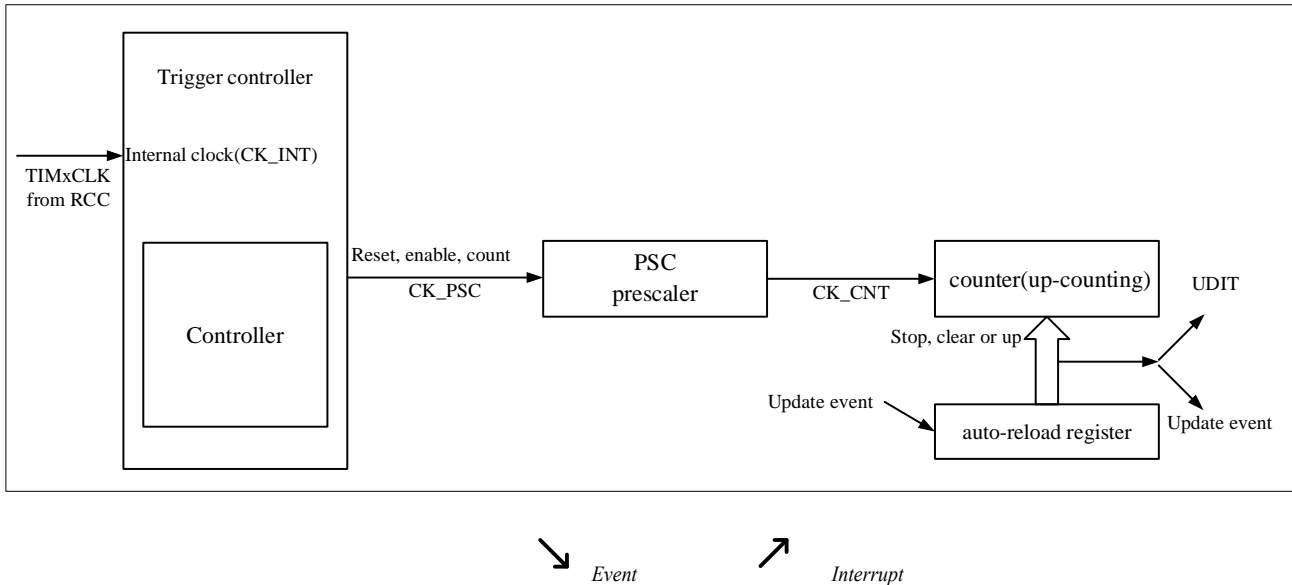 Trigger controller
Internal clock(CK_INT)
TIMxCLK
from RCC
Controller
Reset, enable, count
CK_PSC
PSC
prescaler
CK_CNT
counter(up-counting)
UDIT
Stop, clear or up
Update event
auto-reload register
Update event
Event
Interrupt